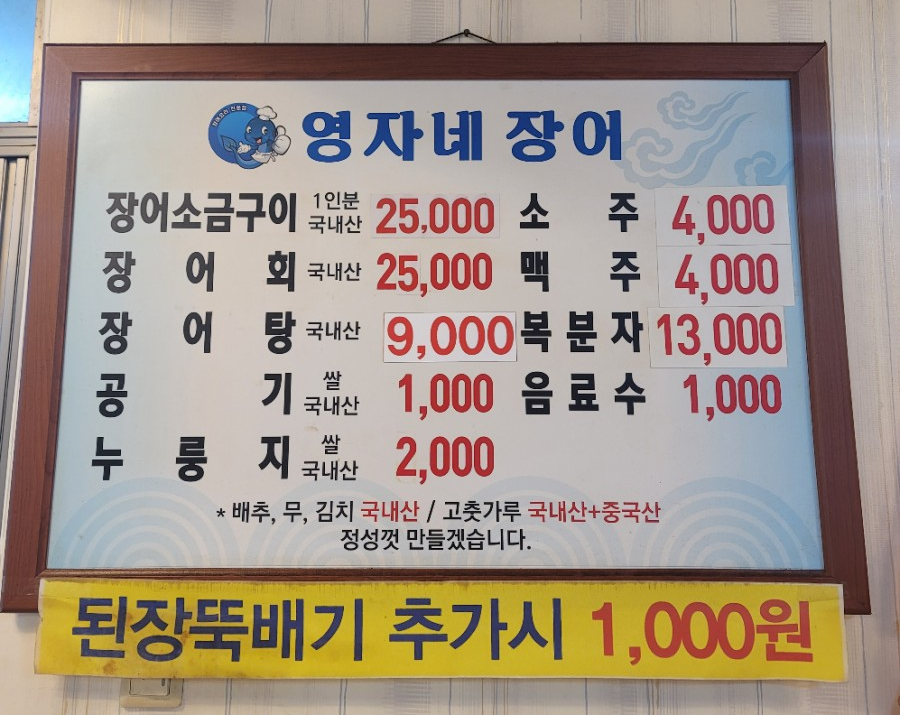 영자네 장어
장어소금구이 1인분 국내산 25,000 소주 4,000
장어회 국내산 25,000 맥주 4,000
장어탕 국내산 9,000 복분자 13,000
공기 쌀 국내산 1,000 음료수 1,000
누룽지 쌀 국내산 2,000
* 배추, 무, 김치 국내산 / 고춧가루 국내산+중국산
정성껏 만들겠습니다.
된장뚝배기 추가시 1,000원